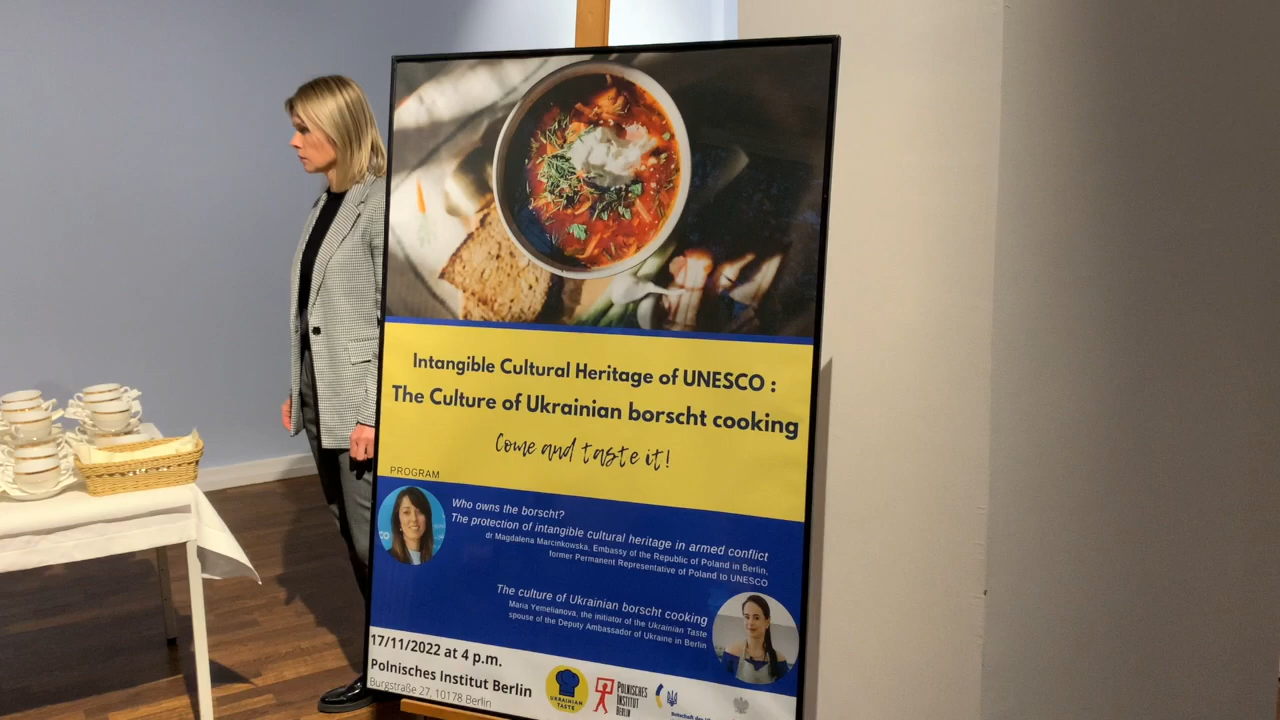 Intangible Cultural Heritage of UNESCO :
The Culture of Ukrainian borscht cooking
Come and taste it!
PROGRAM
Who owns the borscht?
The protection of intangible cultural heritage in armed conflict
dr Magdalena Marcinkowska, Embassy of the Republic of Poland in Berlin,
former Permanent Representative of Poland to UNESCO
The culture of Ukrainian borscht cooking
Maria Yemelianova, the initiator of the Ukrainian Taste
spouse of the Deputy Ambassador of Ukraine in Berlin
17/11/2022 at 4 p.m.
Polnisches Institut Berlin
Burgstraße 27, 10178 Berlin
UKRAINIAN
TASTE
POLNISCHES
INSTITUT
BERLIN
Botschaft der